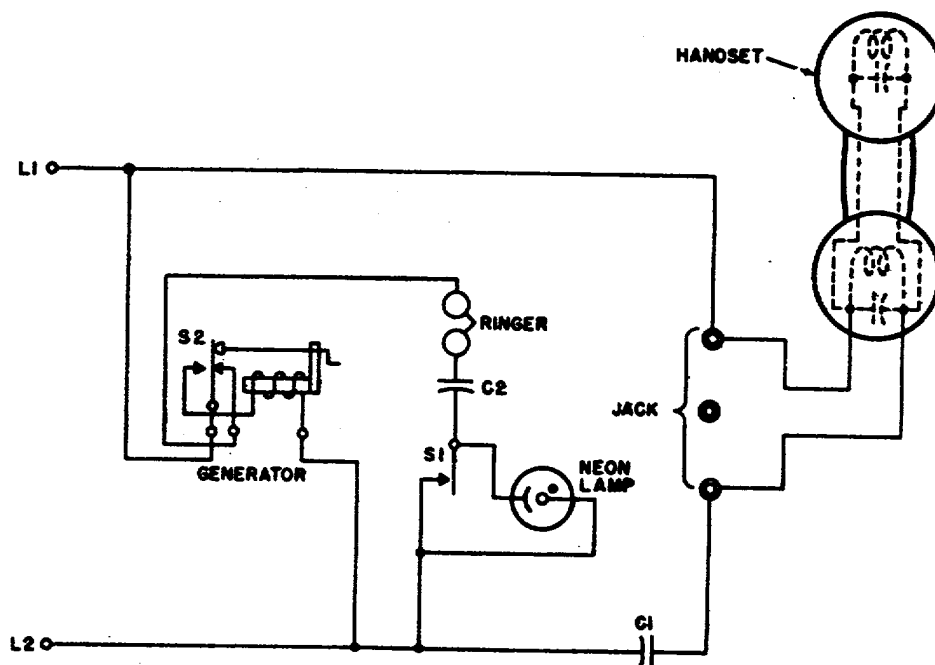 HANDSET
L1
S2
RINGER
C2
JACK
S1
NEON
LAMP
GENERATOR
L2
C1